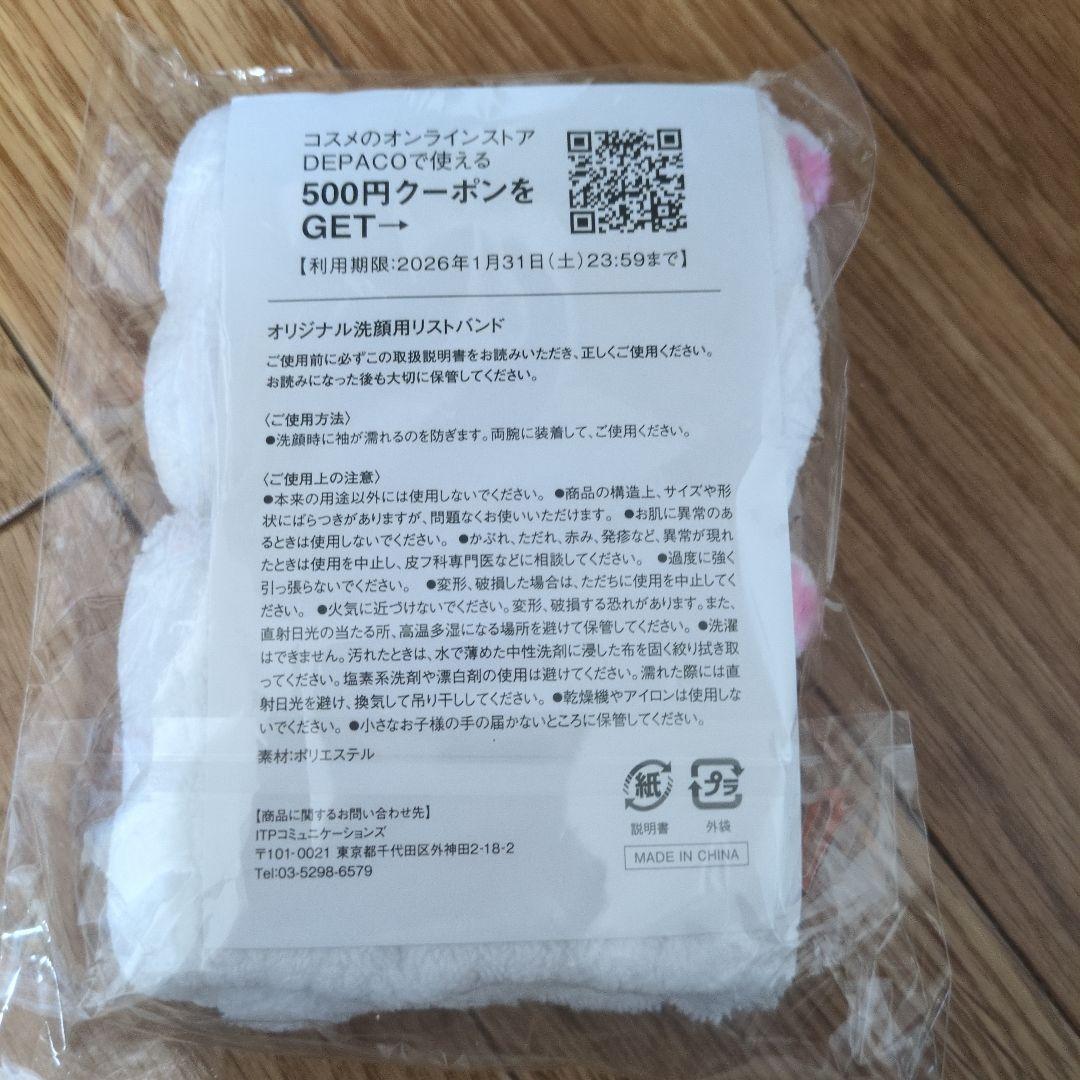 コスメのオンラインストア
DEPACOで使える
500円クーポンを
GET→
【利用期限:2026年1月31日(土)23:59まで】
オリジナル洗顔用リストバンド
ご使用前に必ずこの取扱説明書をお読みいただき、正しくご使用ください。
お読みになった後も大切に保管してください。
〈ご使用方法〉
●洗顔時に袖が濡れるのを防ぎます。両腕に装着して、ご使用ください。
〈ご使用上の注意〉
●本来の用途以外には使用しないでください。 ●商品の構造上、サイズや形
状にばらつきがありますが、問題なくお使いいただけます。 ●お肌に異常のあ
るときは使用しないでください。 ●かぶれ、ただれ、赤み、発疹など、異常が現れ
たときは使用を中止し、皮フ科専門医などに相談してください。 ●過度に強く
引っ張らないでください。 ●変形、破損した場合は、ただちに使用を中止してく
ださい。 ●火気に近づけないでください。変形、破損する恐れがあります。また、
直射日光の当たる所、高温多湿になる場所を避けて保管してください。 ●洗濯
はできません。汚れたときは、水で薄めた中性洗剤に浸した布を固く絞り拭き取
ってください。塩素系洗剤や漂白剤の使用は避けてください。濡れた際には直
射日光を避け、換気して吊り干ししてください。 ●乾燥機やアイロンは使用しな
いでください。 ●小さなお子様の手の届かないところに保管してください。
素材:ポリエステル
【商品に関するお問い合わせ先】
ITPコミュニケーションズ
〒101-0021 東京都千代田区外神田2-18-2
Tel:03-5298-6579
紙 プラ
説明書 外袋
MADE IN CHINA